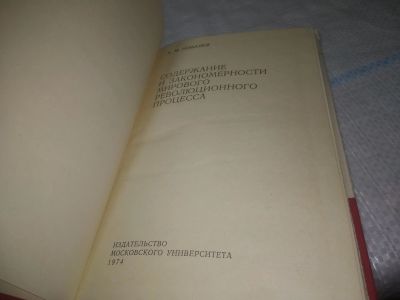 СОДЕРЖАНИЕ
И ЗАКОНОМЕРНОСТИ
МИРОВОГО
РЕВОЛЮЦИОННОГО
ПРОЦЕССА
ИЗДАТЕЛЬСТВО
МОСКОВСКОГО УНИВЕРСИТЕТА
1974